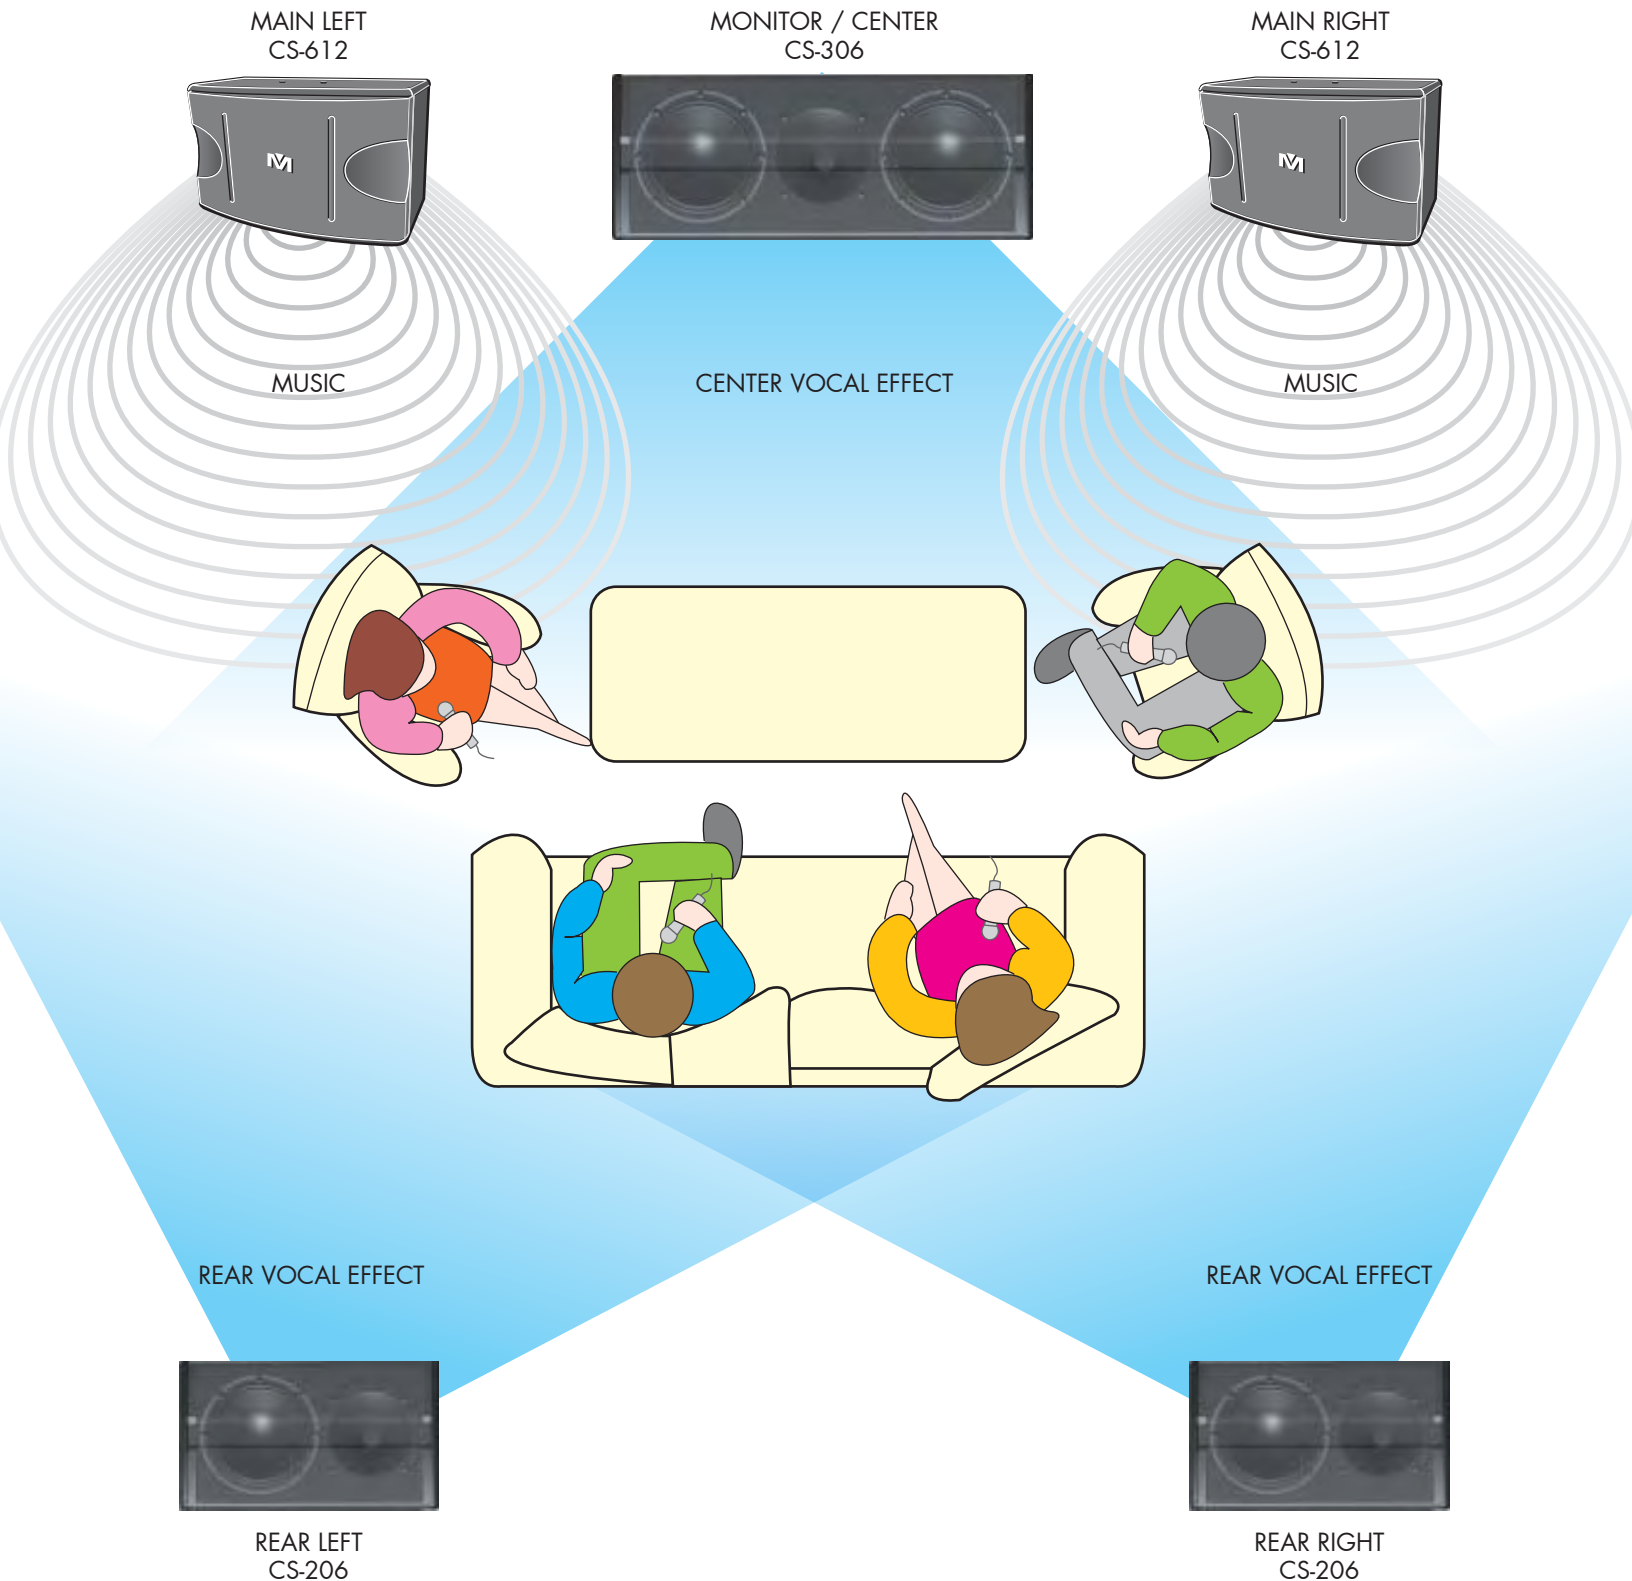 MAIN LEFT
CS-612
MONITOR / CENTER
CS-306
MAIN RIGHT
CS-612
MUSIC
CENTER VOCAL EFFECT
MUSIC
REAR VOCAL EFFECT
REAR VOCAL EFFECT
REAR LEFT
CS-206
REAR RIGHT
CS-206